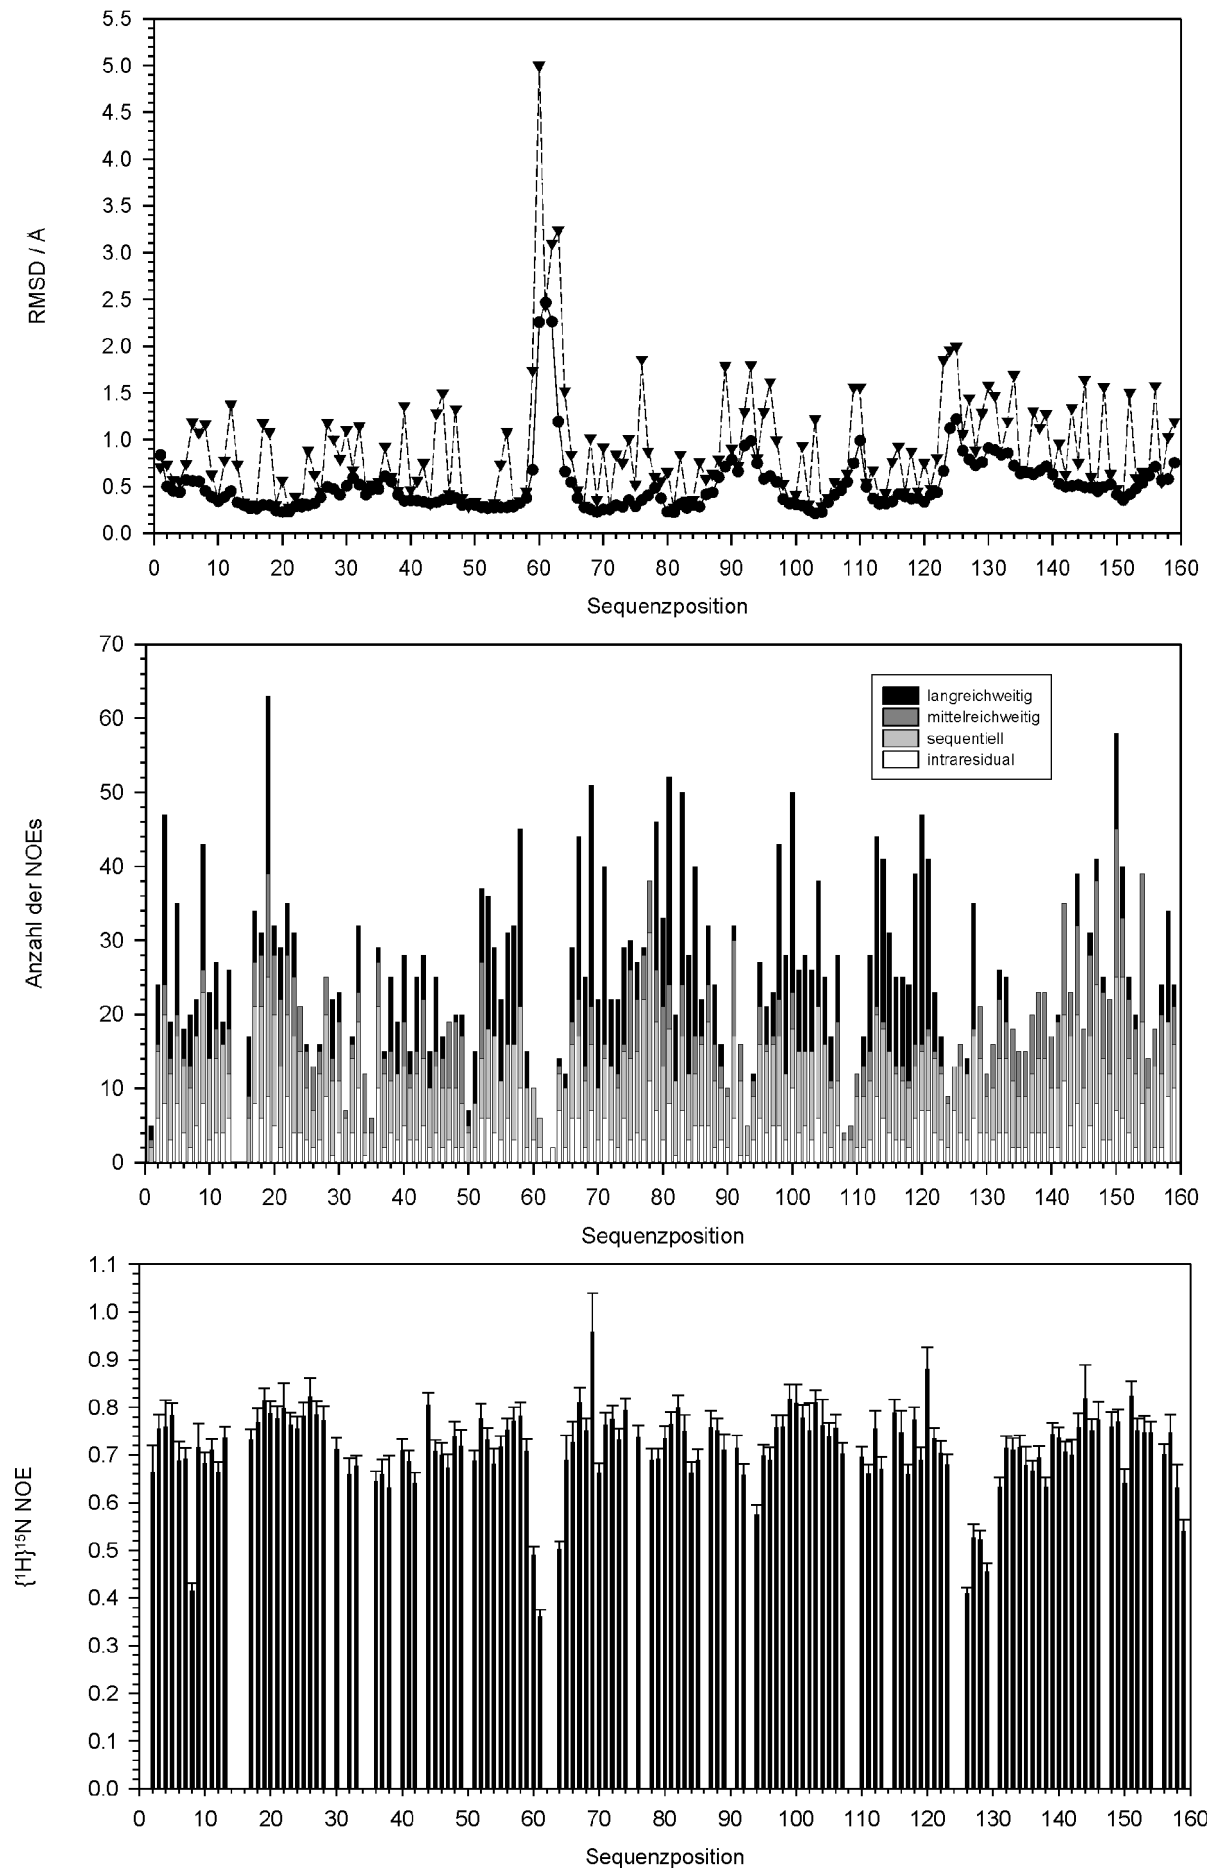 5.5
5.0
4.5
4.0
3.5
3.0
2.5
2.0
1.5
1.0
0.5
0.0
RMSD / Å
0 10 20 30 40 50 60 70 80 90 100 110 120 130 140 150 160
Sequenzposition
70
60
50
40
30
20
10
0
Anzahl der NOEs
langreichweitig
mittelreichweitig
sequentiell
intraresidual
0 10 20 30 40 50 60 70 80 90 100 110 120 130 140 150 160
Sequenzposition
1.1
1.0
0.9
0.8
0.7
0.6
0.5
0.4
0.3
0.2
0.1
0.0
{¹H}¹⁵N NOE
0 10 20 30 40 50 60 70 80 90 100 110 120 130 140 150 160
Sequenzposition